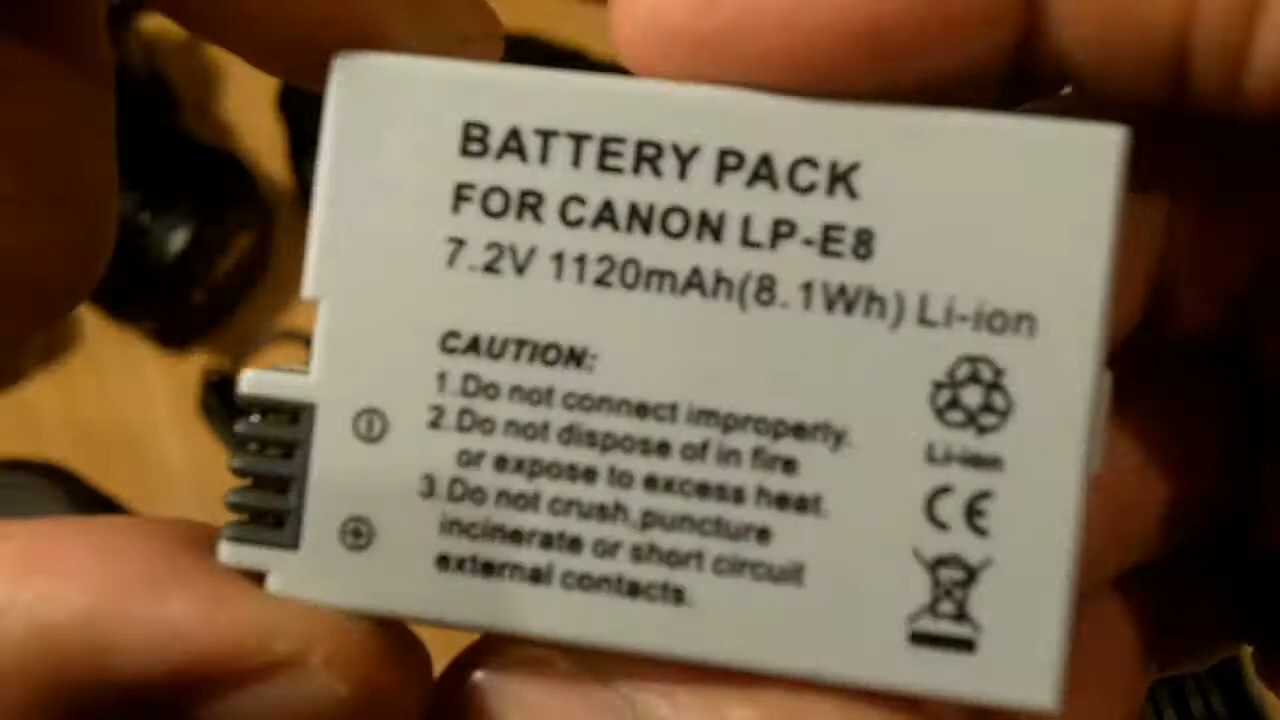 BATTERY PACK
FOR CANON LP-E8
7.2V 1120mAh(8.1Wh) Li-ion
CAUTION:
1.Do not connect improperly.
2.Do not dispose of in fire
or expose to excess heat.
3.Do not crush,puncture
incinerate or short circuit
external contacts.
Li-ion
CE